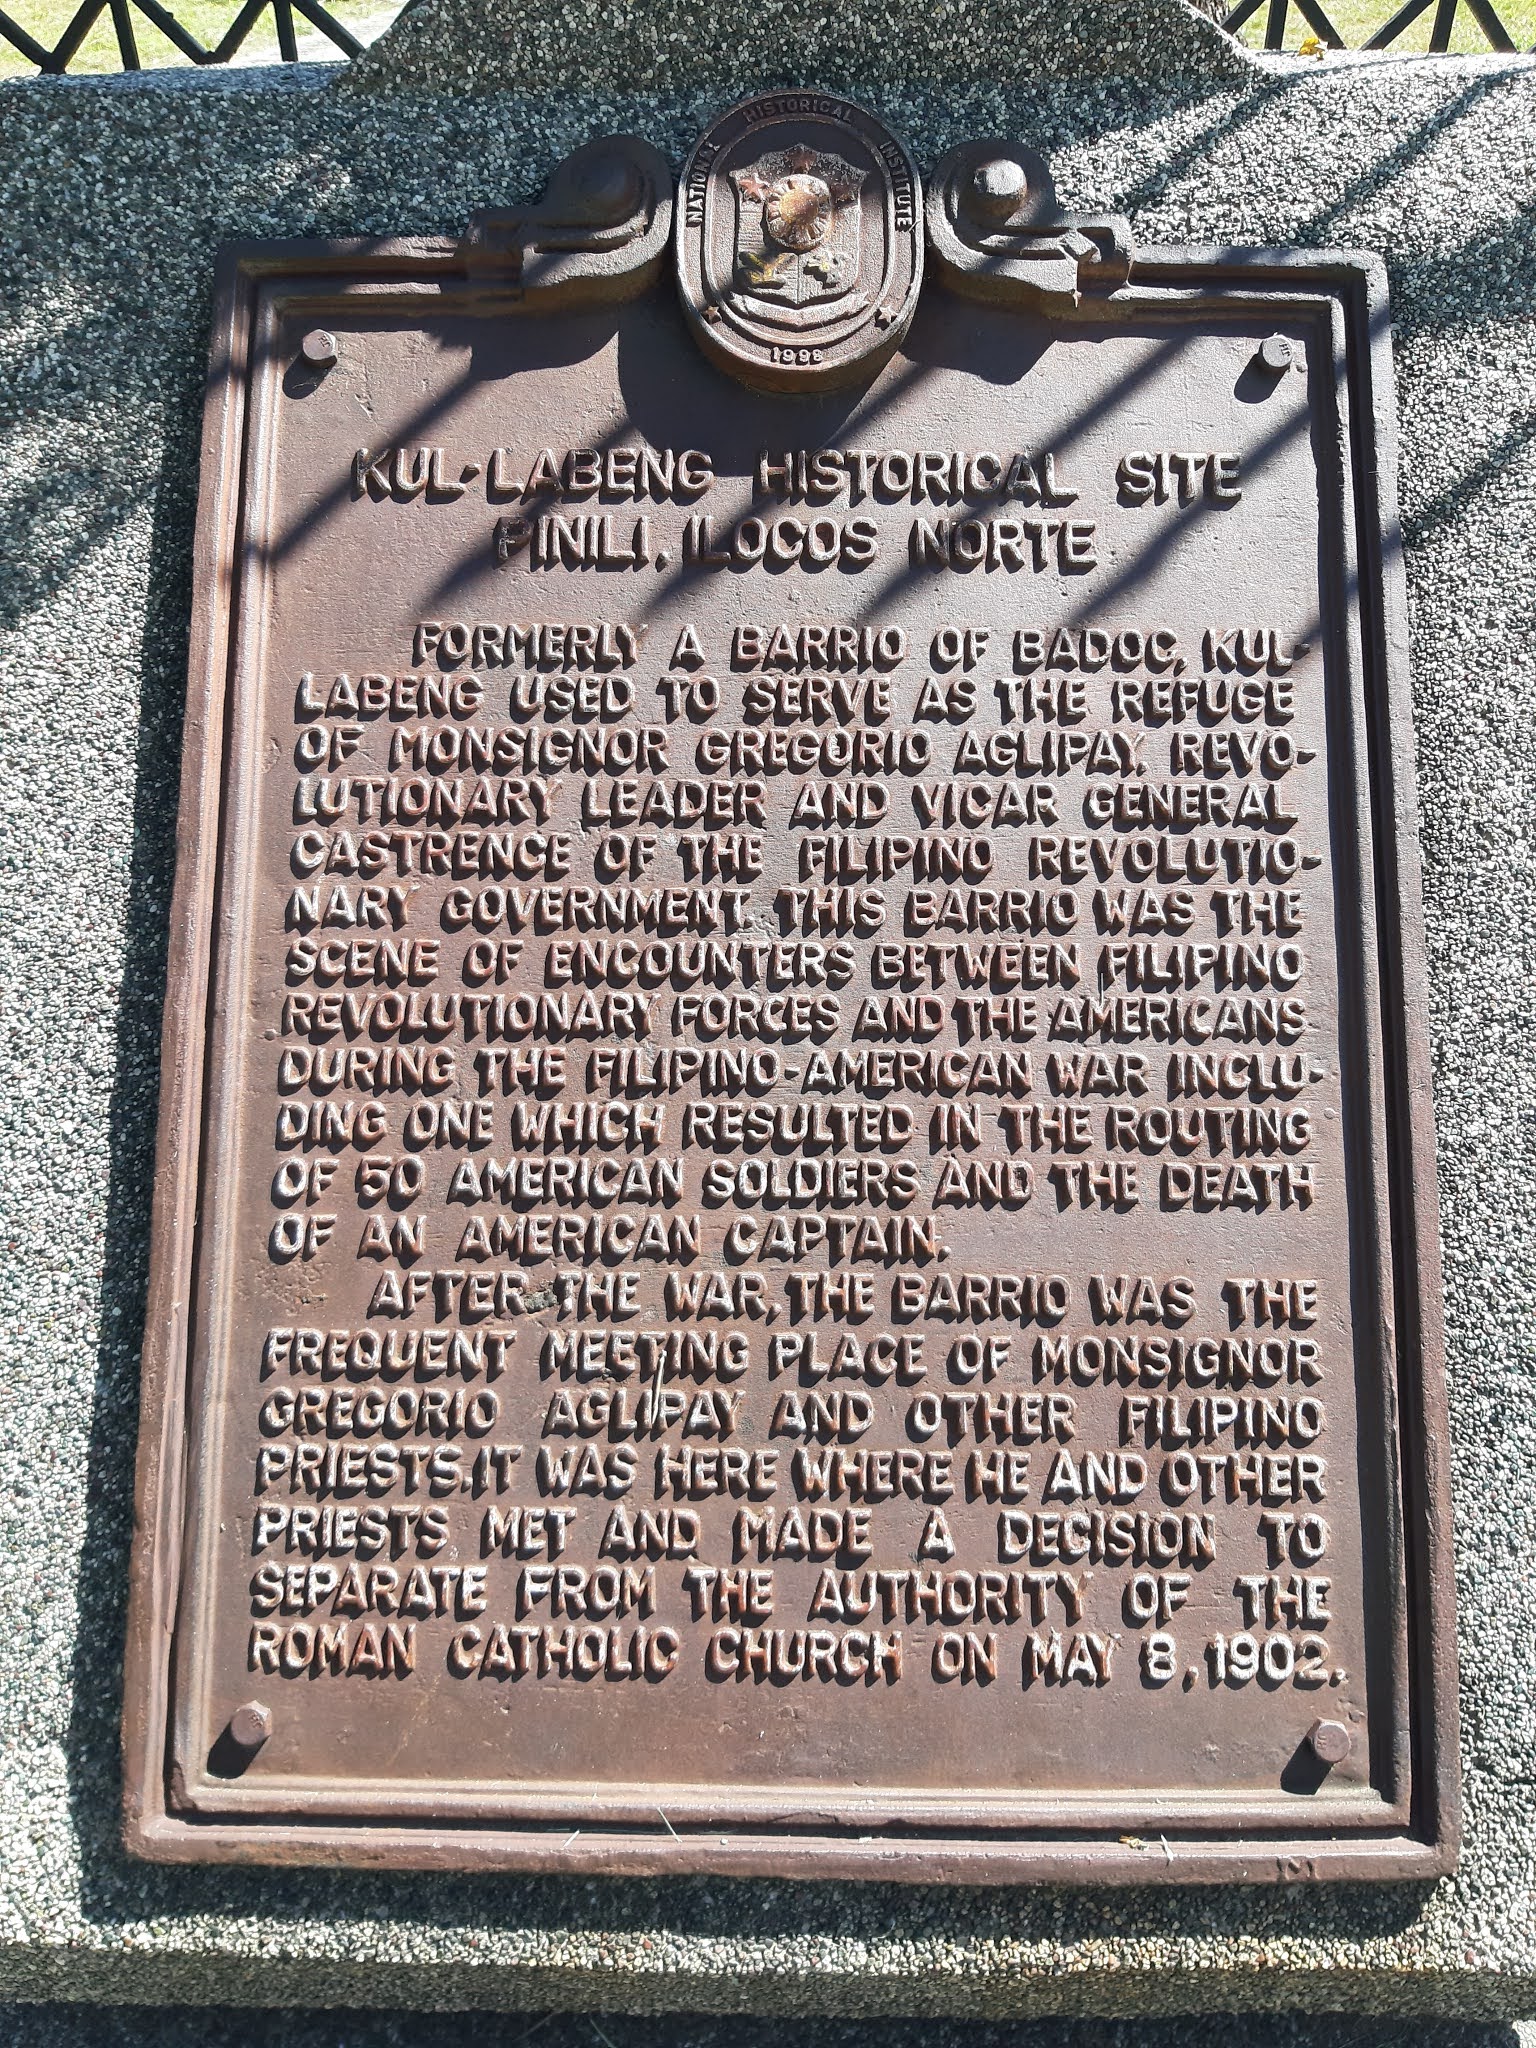 NATIONAL HISTORICAL INSTITUTE
1998
KUL-LABENG HISTORICAL SITE
PINILI, ILOCOS NORTE
FORMERLY A BARRIO OF BADOC, KUL-
LABENG USED TO SERVE AS THE REFUGE
OF MONSIGNOR GREGORIO AGLIPAY, REVO-
LUTIONARY LEADER AND VICAR GENERAL
CASTRENCE OF THE FILIPINO REVOLUTIO-
NARY GOVERNMENT. THIS BARRIO WAS THE
SCENE OF ENCOUNTERS BETWEEN FILIPINO
REVOLUTIONARY FORCES AND THE AMERICANS
DURING THE FILIPINO-AMERICAN WAR INCLU-
DING ONE WHICH RESULTED IN THE ROUTING
OF 50 AMERICAN SOLDIERS AND THE DEATH
OF AN AMERICAN CAPTAIN.
AFTER THE WAR, THE BARRIO WAS THE
FREQUENT MEETING PLACE OF MONSIGNOR
GREGORIO AGLIPAY AND OTHER FILIPINO
PRIESTS. IT WAS HERE WHERE HE AND OTHER
PRIESTS MET AND MADE A DECISION TO
SEPARATE FROM THE AUTHORITY OF THE
ROMAN CATHOLIC CHURCH ON MAY 8, 1902.